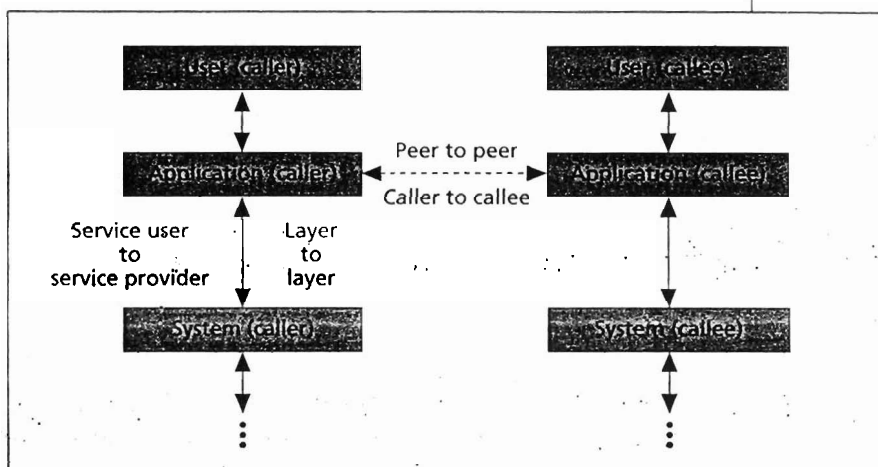 User (caller)
User (callee)
Application (caller)
Peer to peer
Caller to callee
Application (callee)
Service user
to
service provider
Layer
to
layer
System (caller)
System (callee)